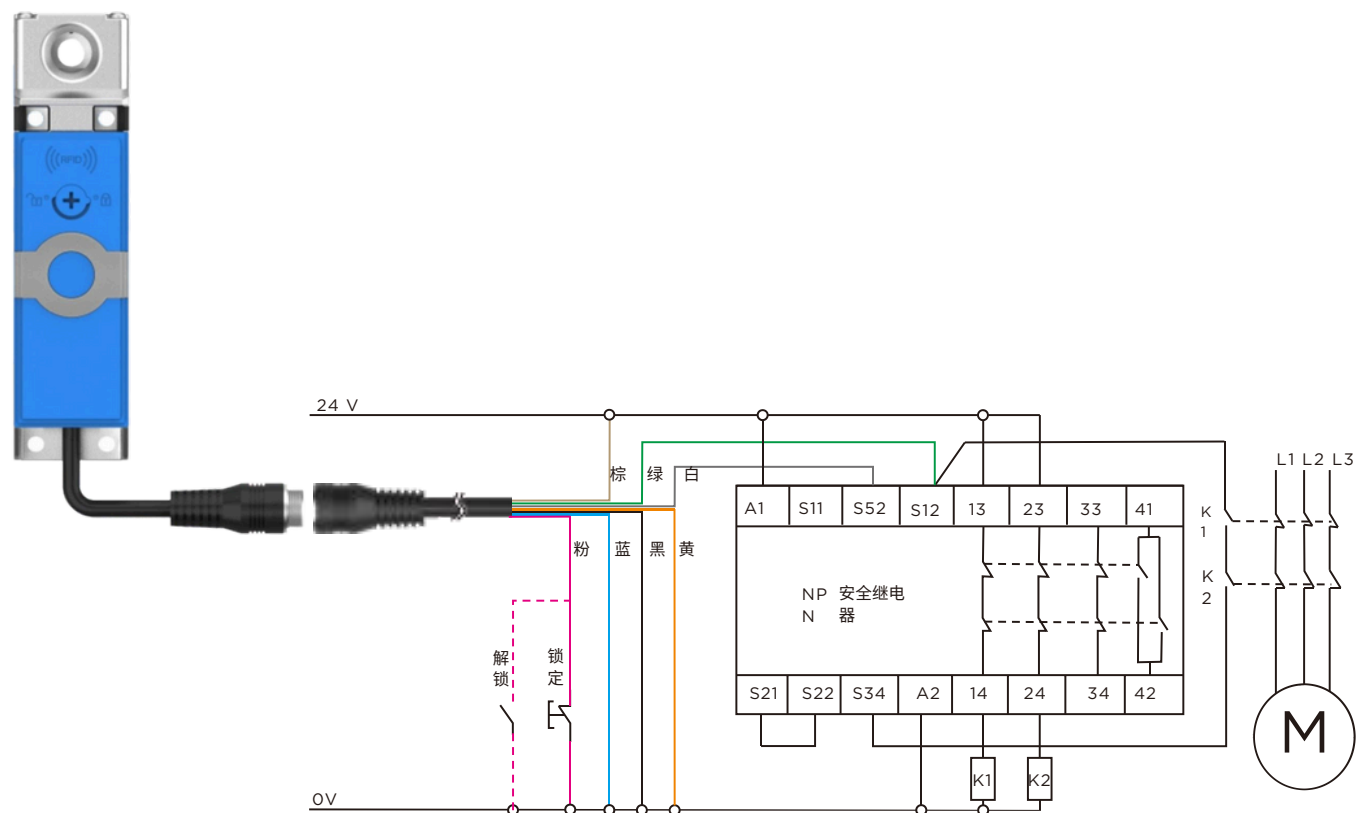 RFID
24 V
棕 绿 白
L1 L2 L3
A1 S11 S52 S12 13 23 33 41
K
1
粉 蓝 黑 黄
K
2
NP 安全继电
N 器
解
锁
锁
定
S21 S22 S34 A2 14 24 34 42
M
K1 K2
0V